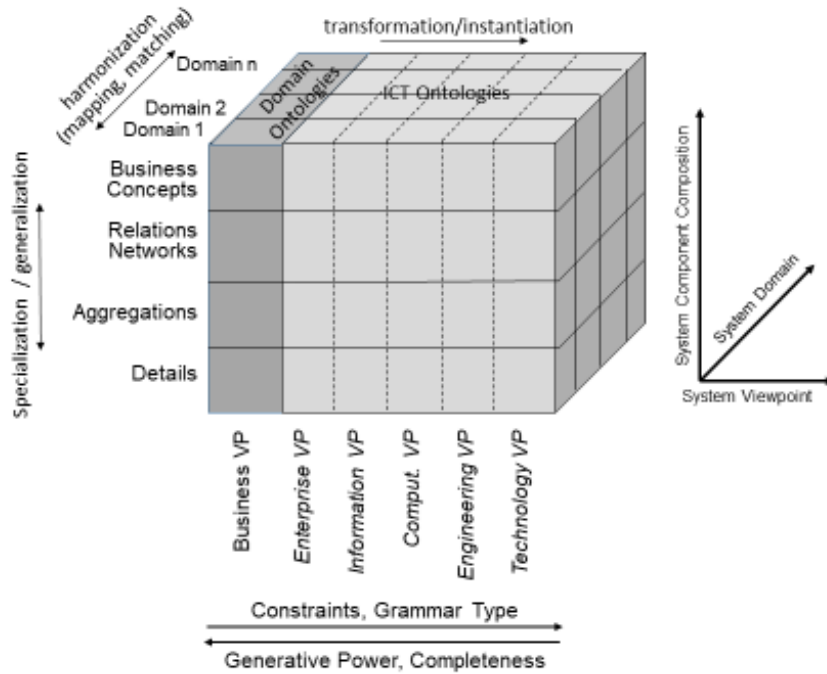 transformation/instantiation
harmonization
(mapping, matching)
Domain n
Domain 2
Domain 1
Domain
Ontologies
ICT Ontologies
Specialization / generalization
Business
Concepts
Relations
Networks
Aggregations
Details
System Component Composition
System Domain
System Viewpoint
Business VP
Enterprise VP
Information VP
Comput. VP
Engineering VP
Technology VP
Constraints, Grammar Type
Generative Power, Completeness